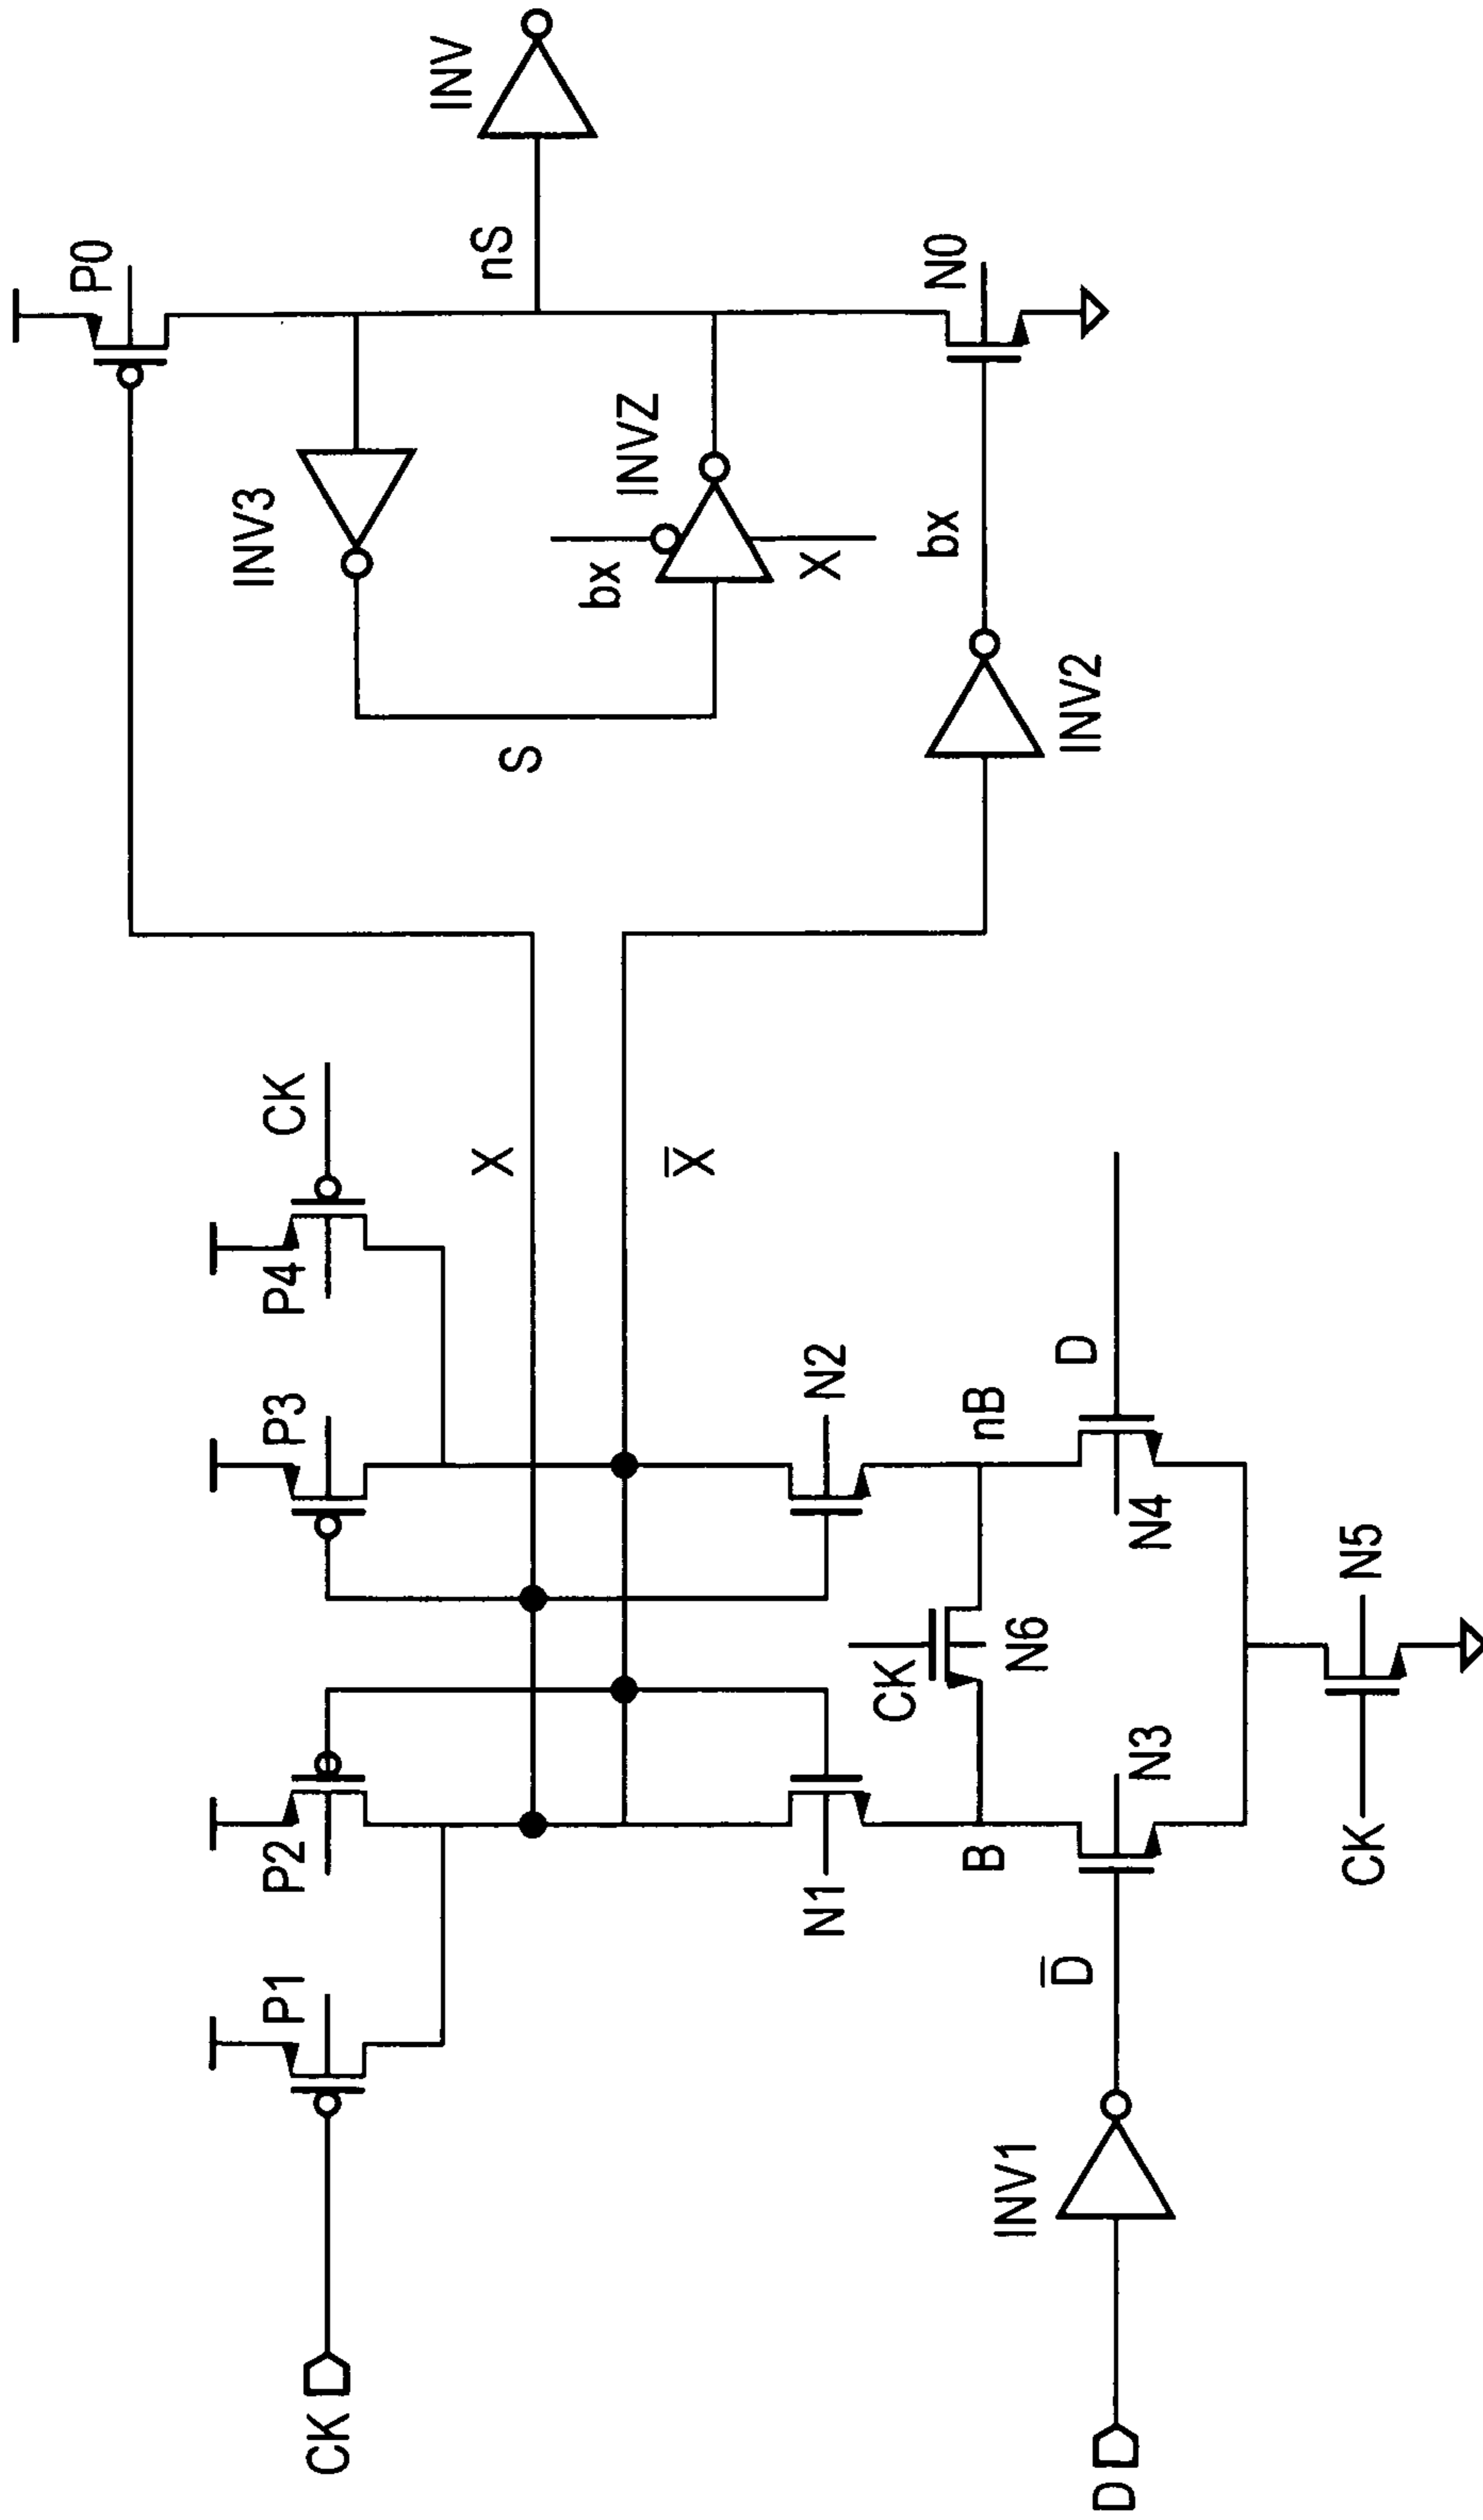 P0
INV
INV3
nS
INVZ
bx
X
S
N0
bx
INV2
P4
CK
P3
P2
P1
CK
X
X̅
N2
N1
CK
N6
nB
B
D
N4
N3
D̅
INV1
D
N5
CK